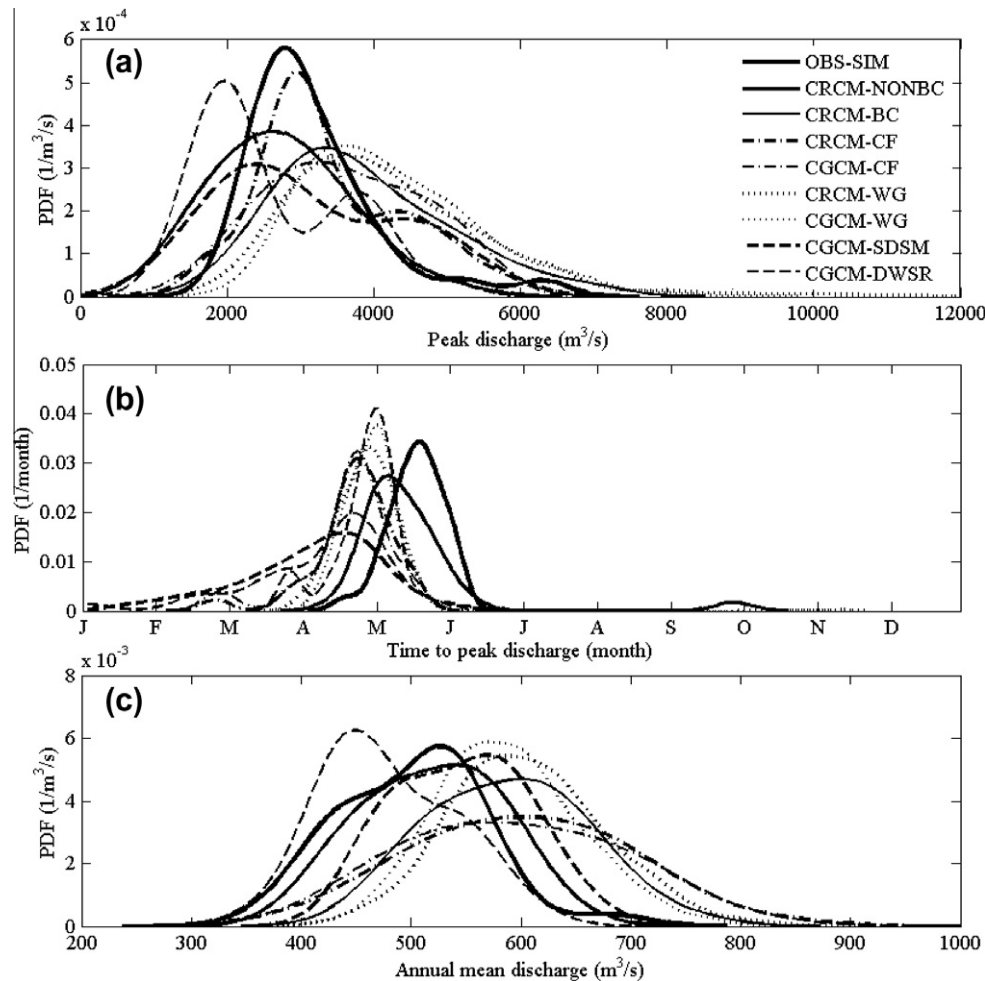 x 10⁻⁴
(a)
6
5
4
3
2
1
0
PDF (1/m³/s)
OBS-SIM
CRCM-NONBC
CRCM-BC
CRCM-CF
CGCM-CF
CRCM-WG
CGCM-WG
CGCM-SDSM
CGCM-DWSR
0 2000 4000 6000 8000 10000 12000
Peak discharge (m³/s)
(b)
0.05
0.04
0.03
0.02
0.01
0
PDF (1/month)
J F M A M J J A S O N D
Time to peak discharge (month)
x 10⁻³
(c)
8
6
4
2
0
PDF (1/m³/s)
200 300 400 500 600 700 800 900 1000
Annual mean discharge (m³/s)